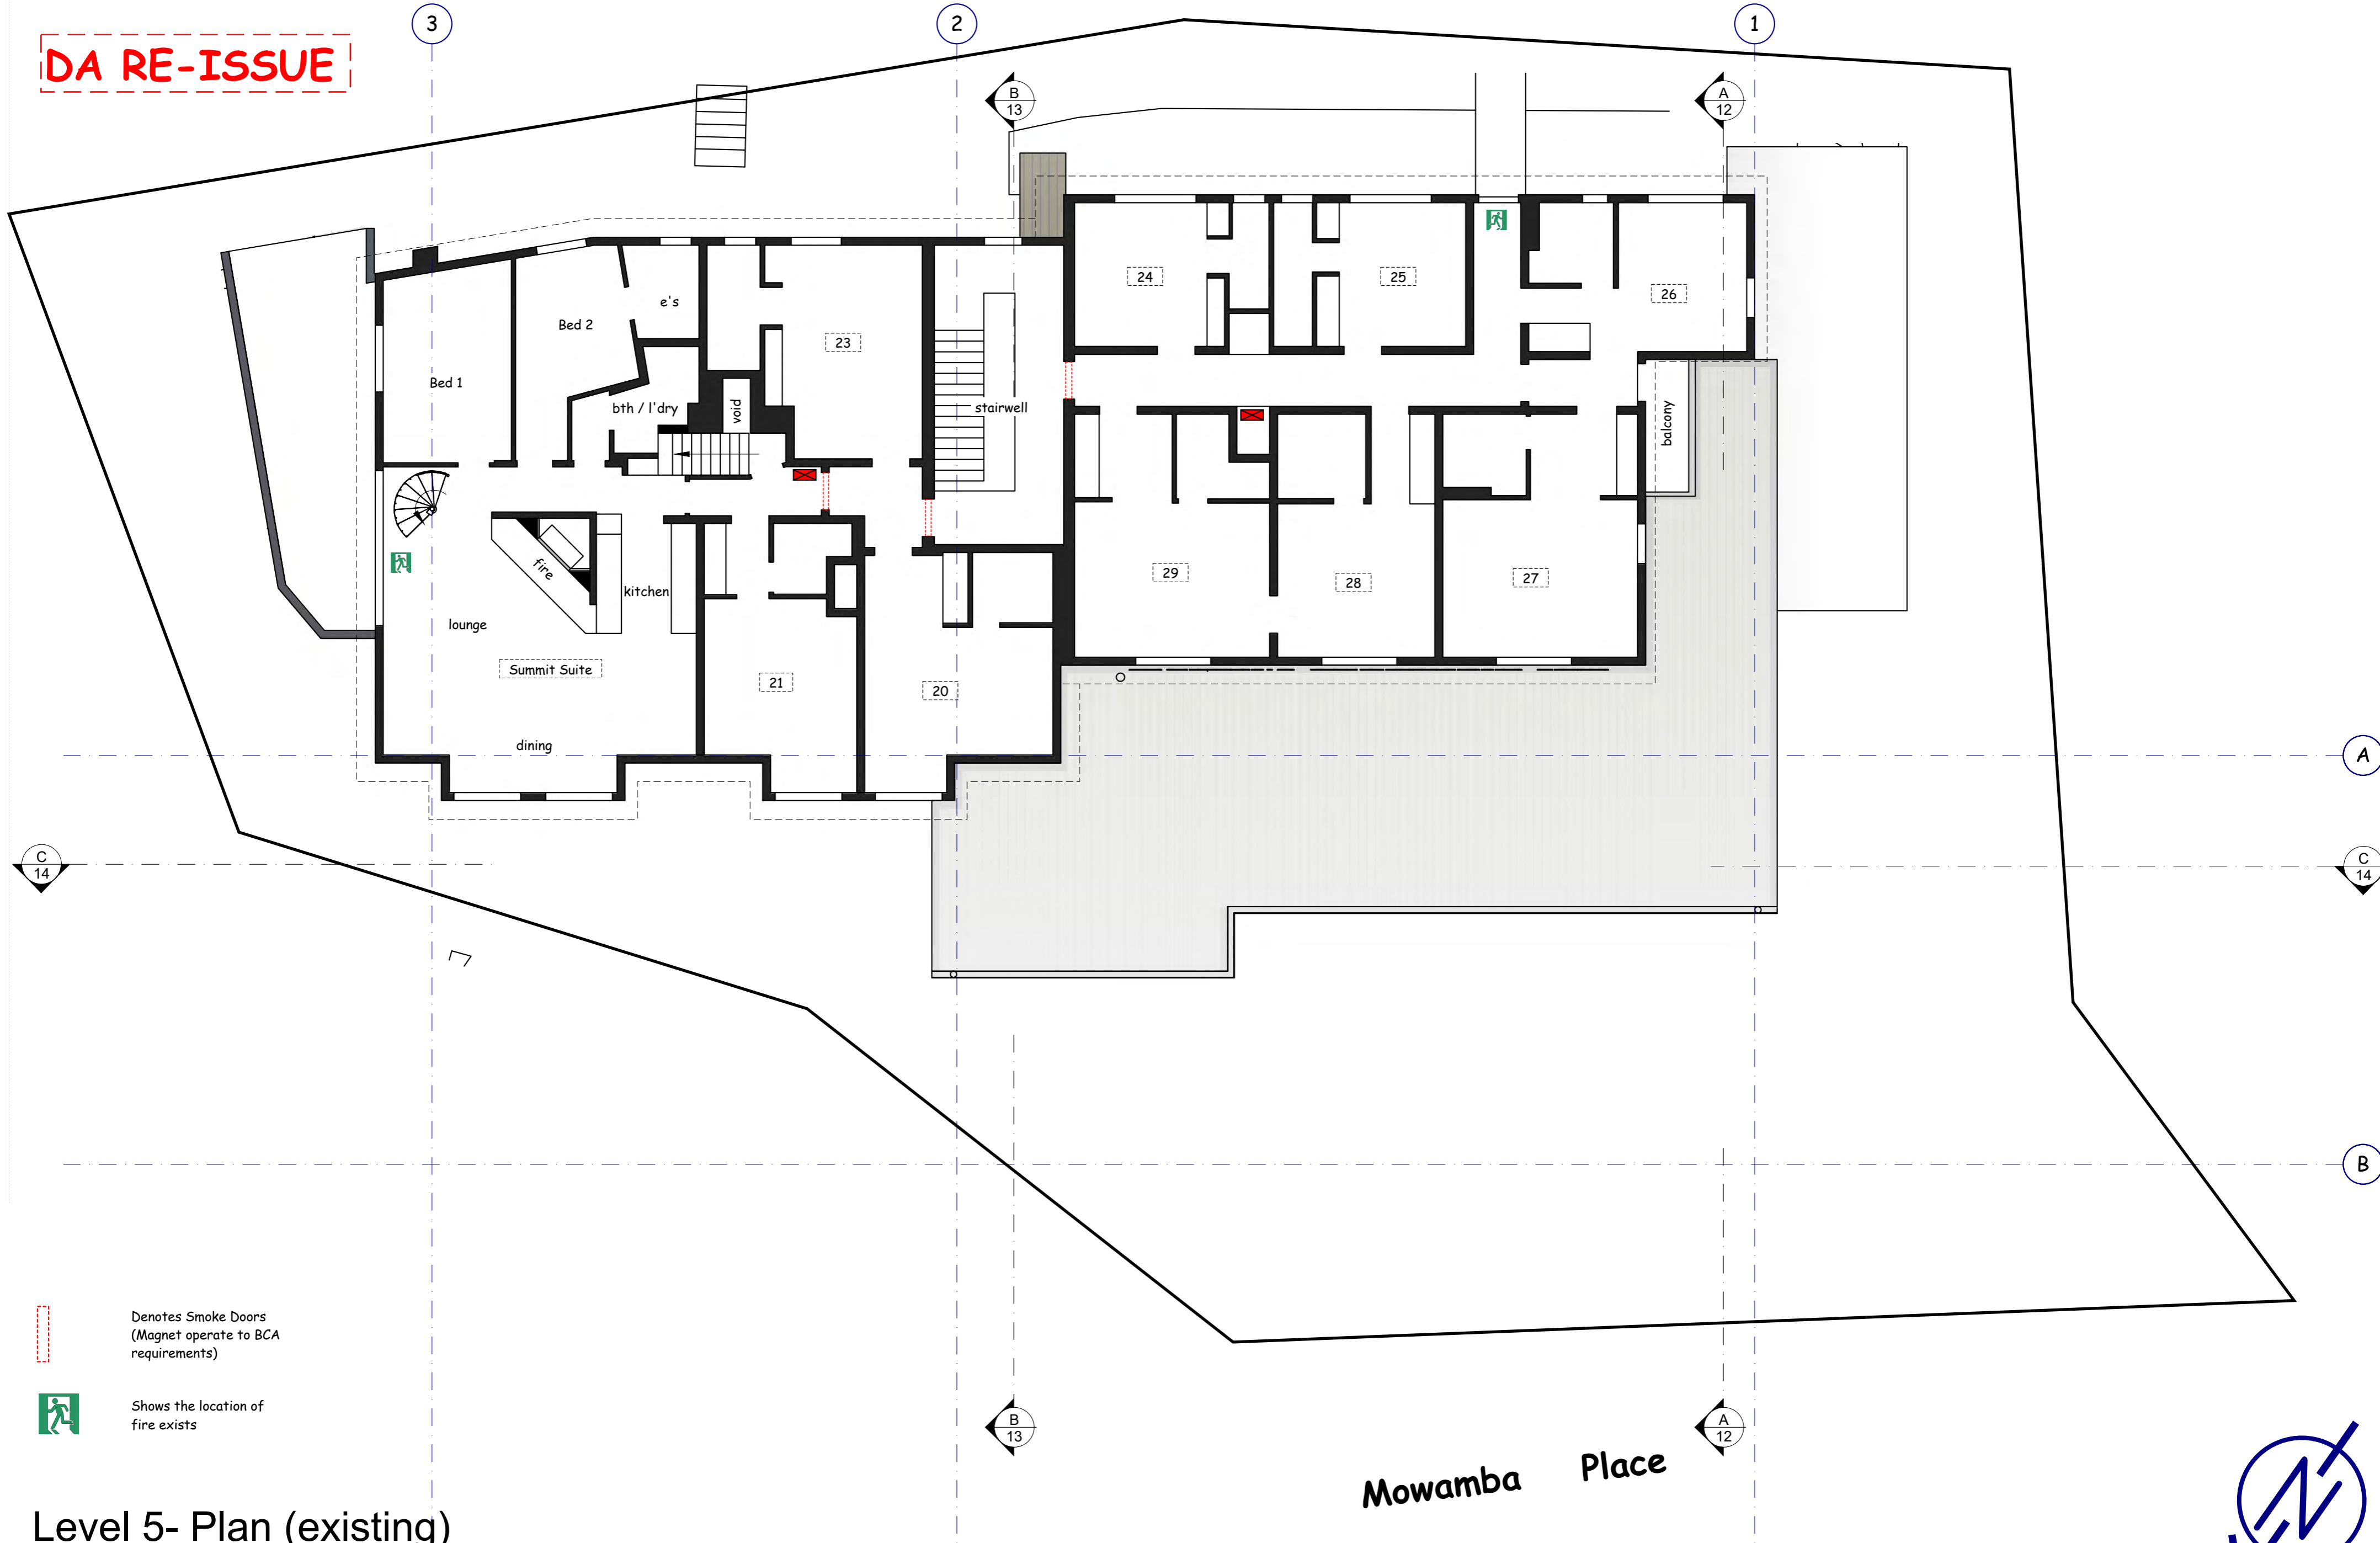 3
2
1
DA RE-ISSUE
B
13
A
12
24
25
26
e's
Bed 2
23
Bed 1
bth / l'dry
void
stairwell
balcony
fire
kitchen
29
28
27
lounge
Summit Suite
21
20
dining
A
C
14
C
14
B
Denotes Smoke Doors
(Magnet operate to BCA
requirements)
Shows the location of
fire exists
B
13
A
12
Mowamba Place
Level 5- Plan (existing)
N